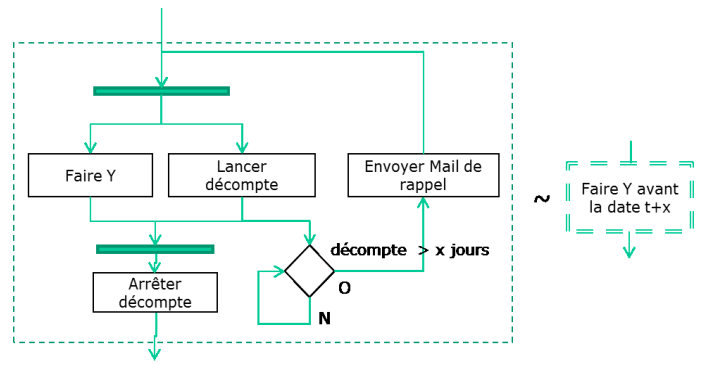 Faire Y
Lancer
décompte
Envoyer Mail de
rappel
décompte > x jours
O
N
Arrêter
décompte
~
Faire Y avant
la date t+x